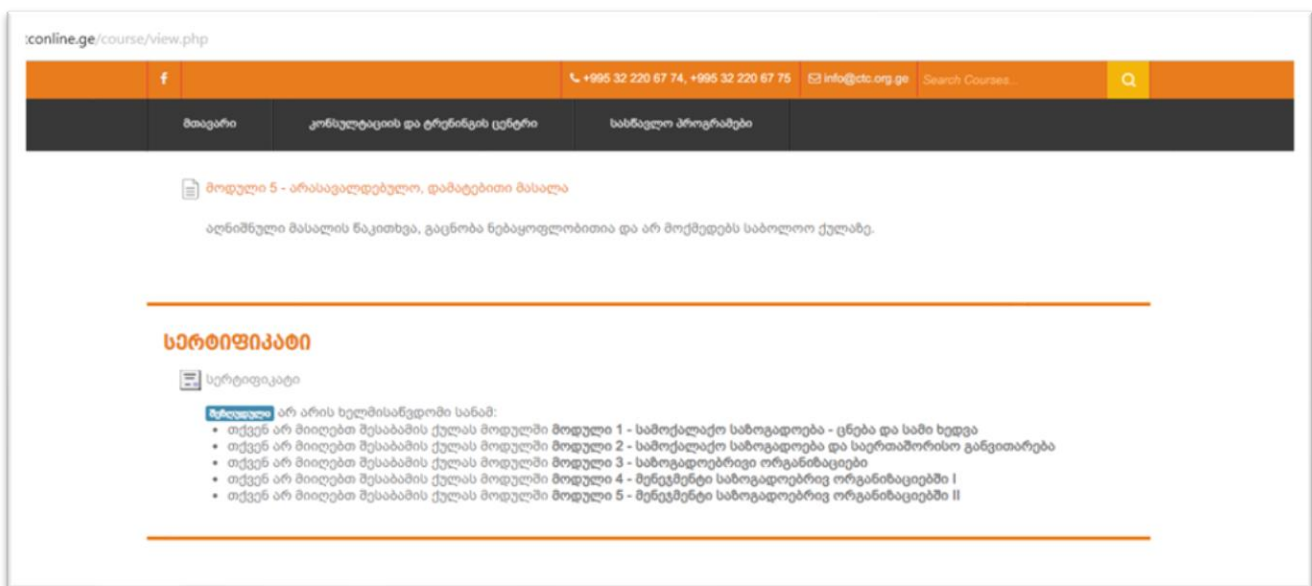 :conline.ge/course/view.php
f +995 32 220 67 74, +995 32 220 67 75 info@ctc.org.ge Search Courses...
მთავარი კონსულტაციის და ტრენინგის ცენტრი სასწავლო პროგრამები
მოდული 5 - არასავალდებულო, დამატებითი მასალა
აღნიშნული მასალის წაკითხვა, გაცნობა ნებაყოფლობითია და არ მოქმედებს საბოლოო ქულაზე.
სერტიფიკატი
სერტიფიკატი
შეზღუდული არ არის ხელმისაწვდომი სანამ:
• თქვენ არ მიიღებთ შესაბამის ქულას მოდულში მოდული 1 - სამოქალაქო საზოგადოება - ცნება და სამი ხედვა
• თქვენ არ მიიღებთ შესაბამის ქულას მოდულში მოდული 2 - სამოქალაქო საზოგადოება და საერთაშორისო განვითარება
• თქვენ არ მიიღებთ შესაბამის ქულას მოდულში მოდული 3 - საზოგადოებრივი ორგანიზაციები
• თქვენ არ მიიღებთ შესაბამის ქულას მოდულში მოდული 4 - მენეჯმენტი საზოგადოებრივ ორგანიზაციებში I
• თქვენ არ მიიღებთ შესაბამის ქულას მოდულში მოდული 5 - მენეჯმენტი საზოგადოებრივ ორგანიზაციებში II